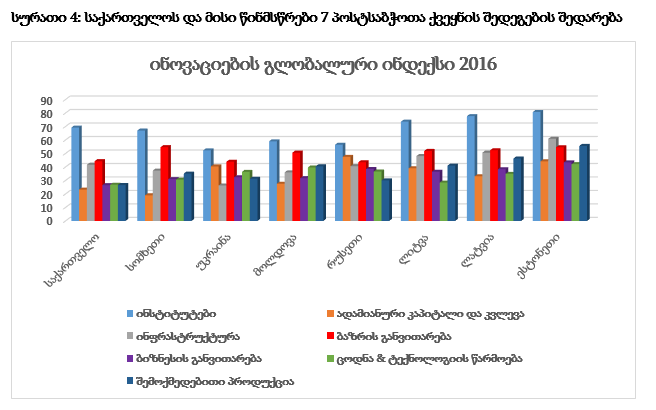 სურათი 4: საქართველოს და მისი წინმსწრები 7 პოსტსაბჭოთა ქვეყნის შედეგების შედარება
ინოვაციების გლობალური ინდექსი 2016
90
80
70
60
50
40
30
20
10
0
საქართველო
სომხეთი
უკრაინა
მოლდოვა
რუსეთი
ლიტვა
ლატვია
ესტონეთი
ინსტიტუტები
ადამიანური კაპიტალი და კვლევა
ინფრასტრუქტურა
ბაზრის განვითარება
ბიზნესის განვითარება
ცოდნა & ტექნოლოგიის წარმოება
შემოქმედებითი პროდუქცია